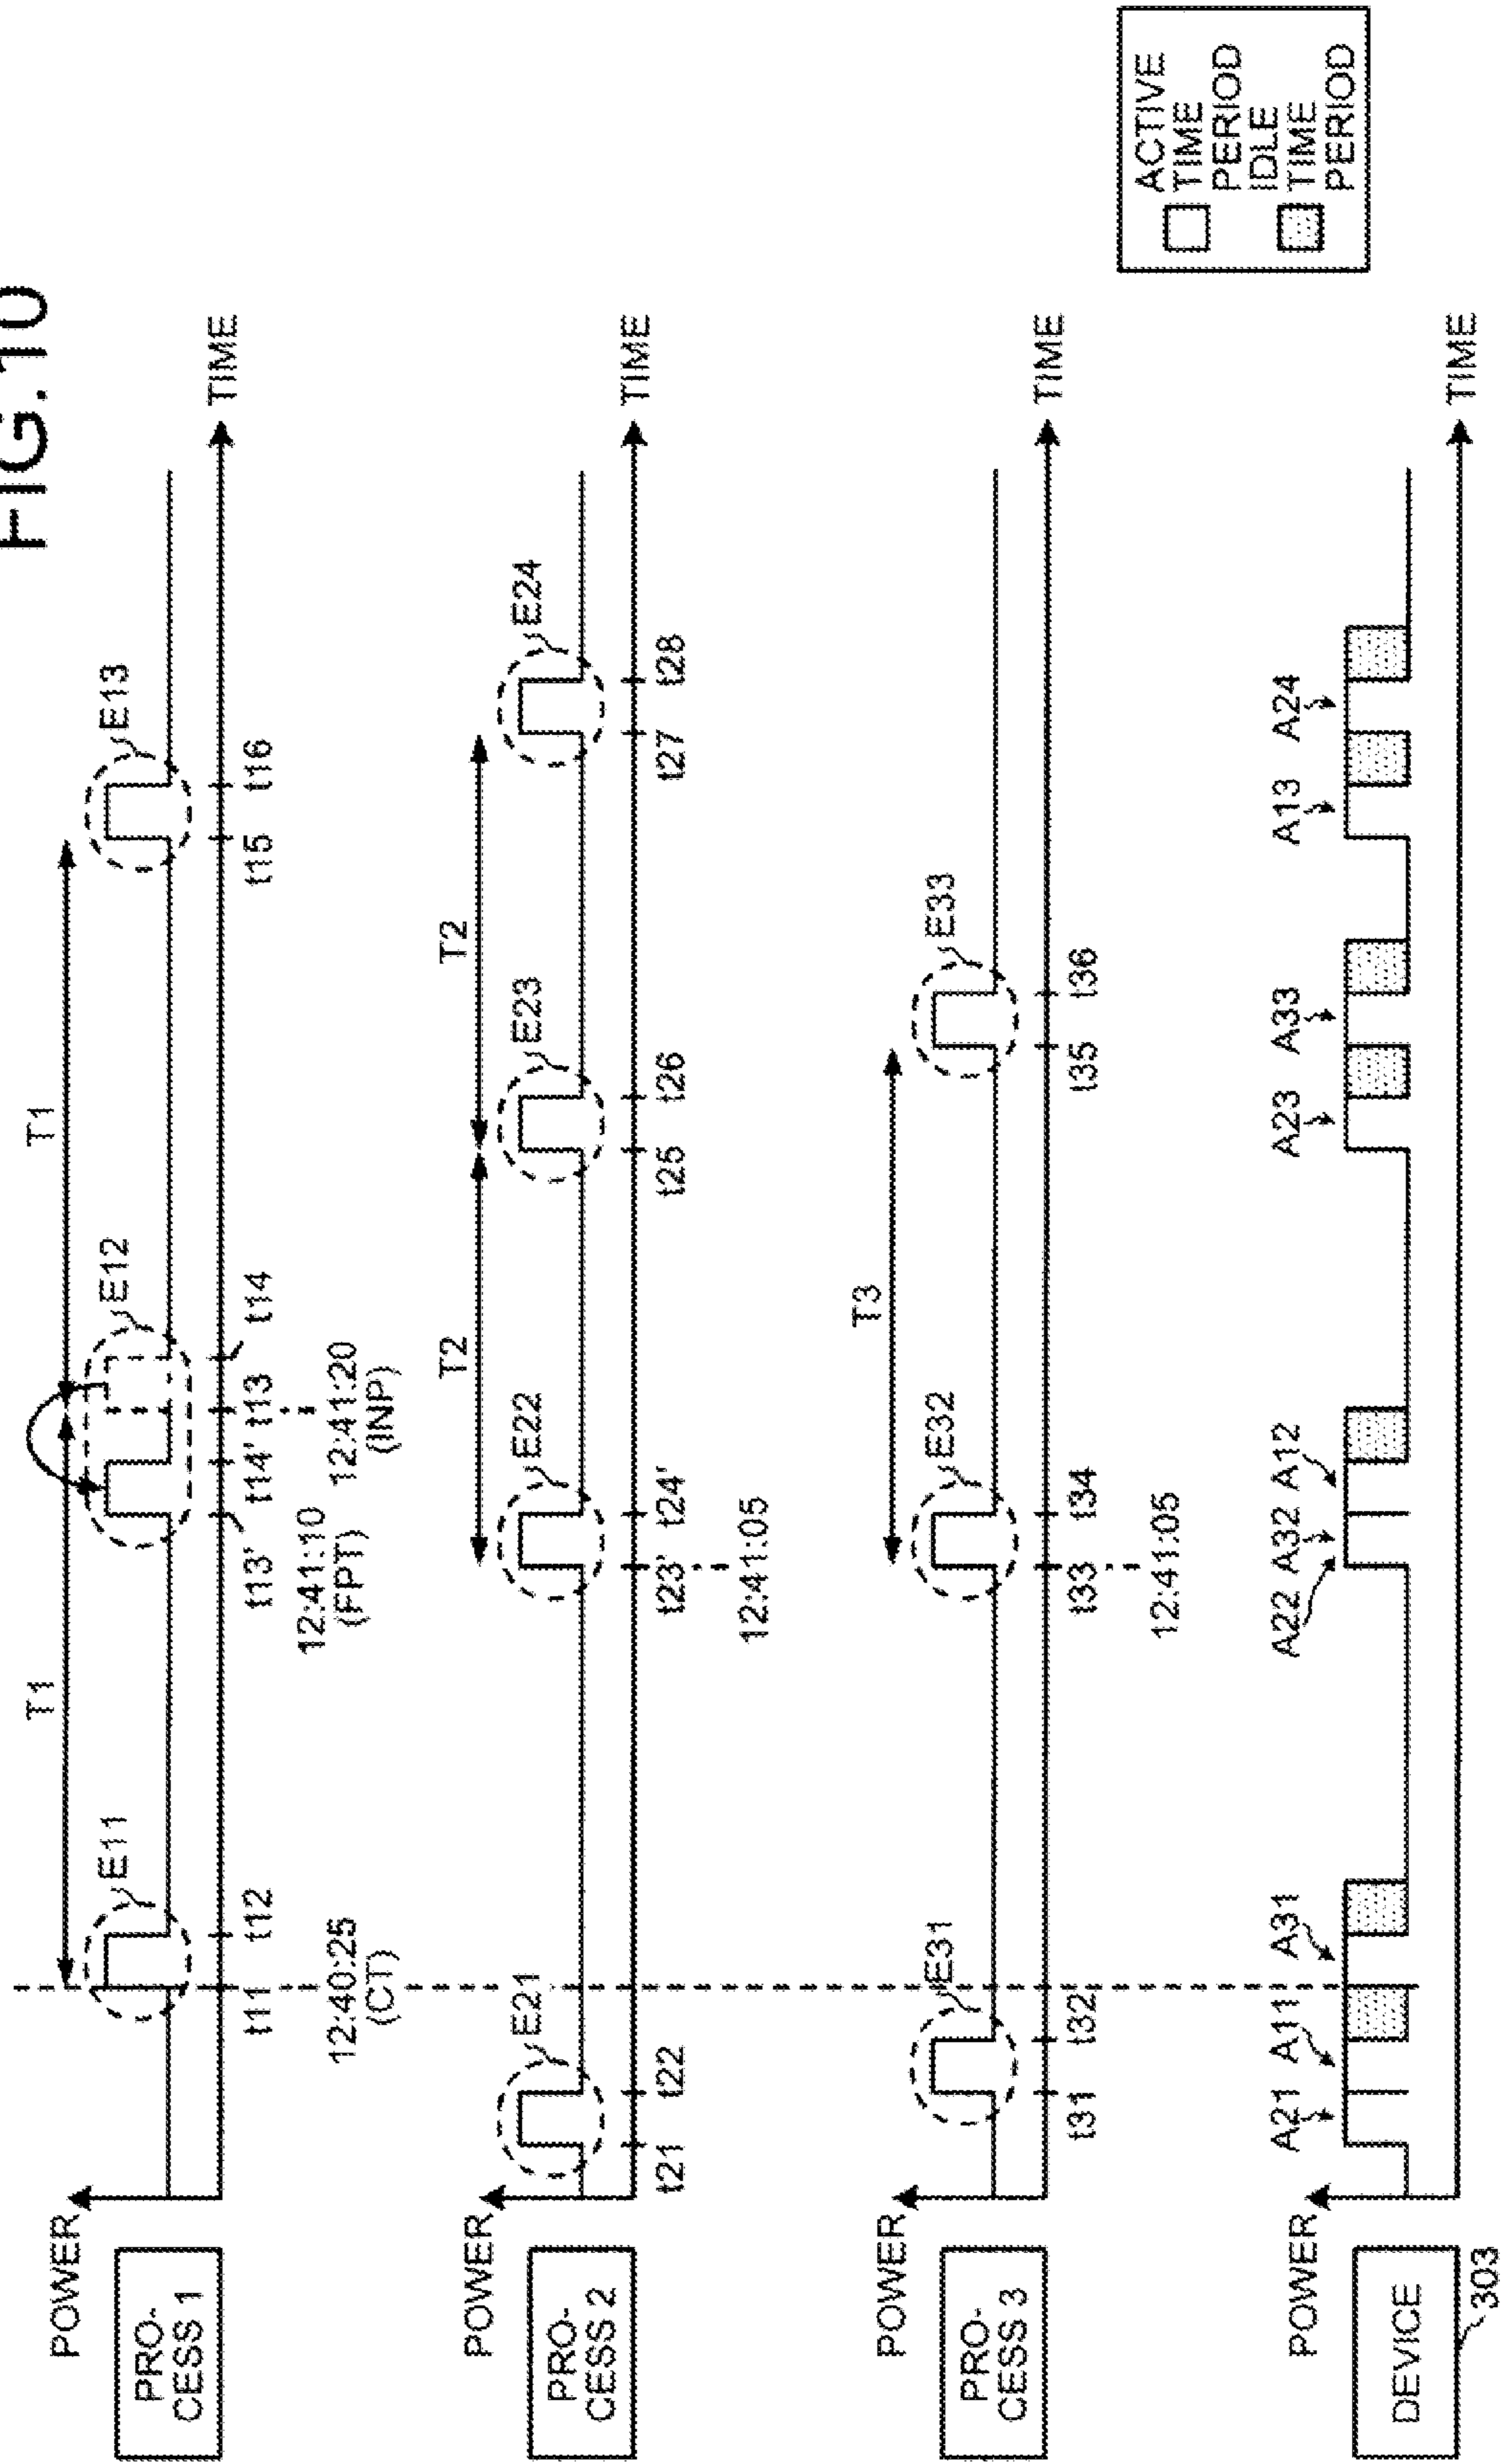 FIG.10
PRO-
CESS 1
POWER
T1
T1
E11
E12
E13
t11
t12
t13'
t14'
t13
t14
t15
t16
TIME
12:40:25
(CT)
12:41:10
(FPT)
12:41:20
(INP)
PRO-
CESS 2
POWER
T2
T2
E21
E22
E23
E24
t21
t22
t23'
t24'
t25
t26
t27
t28
TIME
12:41:05
PRO-
CESS 3
POWER
T3
E31
E32
E33
t31
t32
t33
t34
t35
t36
TIME
12:41:05
DEVICE
303
POWER
A21
A11
A31
A22
A32
A12
A23
A33
A13
A24
TIME
ACTIVE
TIME
PERIOD
IDLE
TIME
PERIOD